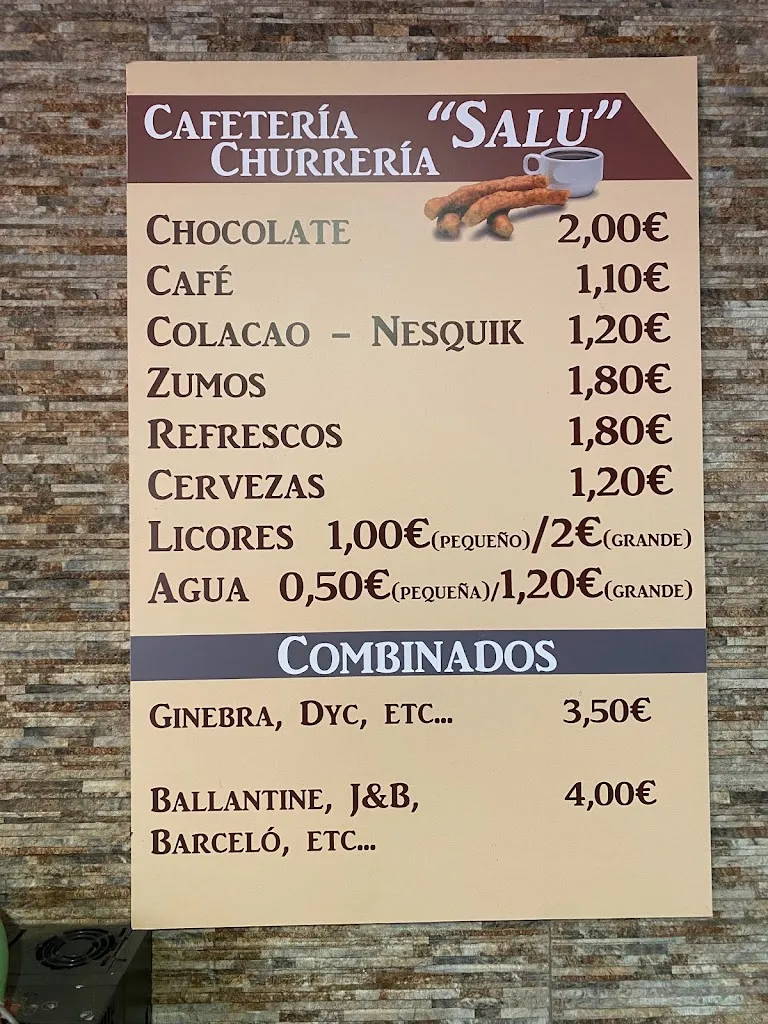 CAFETERÍA "SALU"
CHURRERÍA
CHOCOLATE 2,00€
CAFÉ 1,10€
COLACAO – NESQUIK 1,20€
ZUMOS 1,80€
REFRESCOS 1,80€
CERVEZAS 1,20€
LICORES 1,00€(PEQUEÑO)/2€(GRANDE)
AGUA 0,50€(PEQUEÑA)/1,20€(GRANDE)
COMBINADOS
GINEBRA, DYC, ETC... 3,50€
BALLANTINE, J&B, 4,00€
BARCELÓ, ETC...